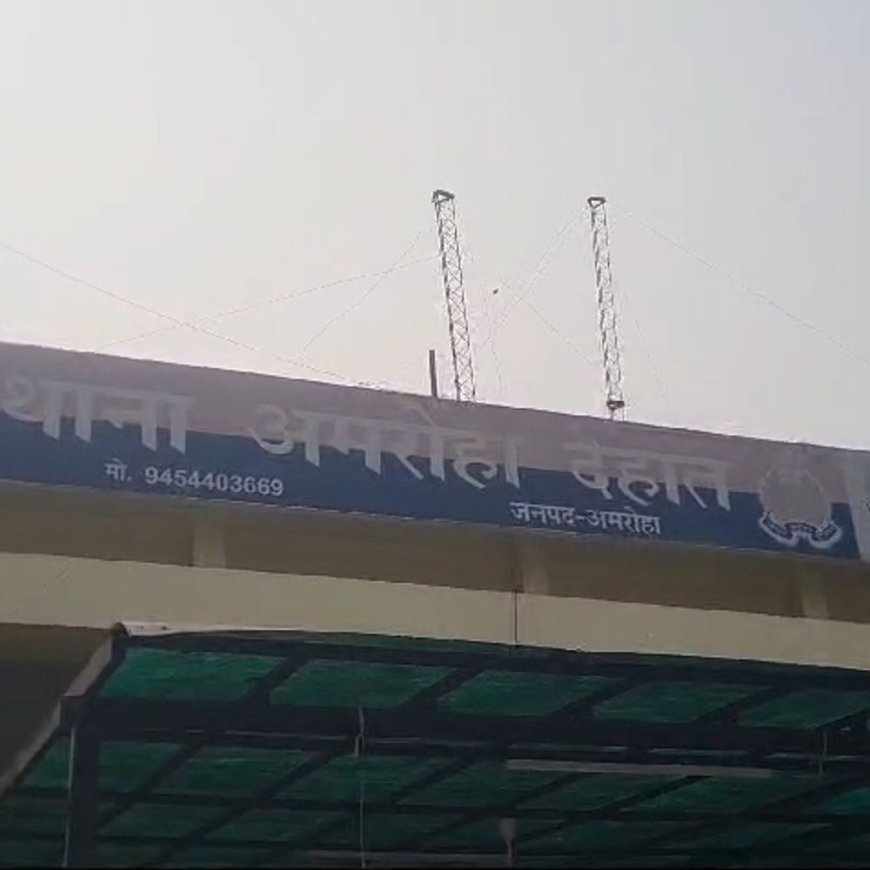 थाना अमरोहा देहात
मो. 9454403669
जनपद-अमरोहा